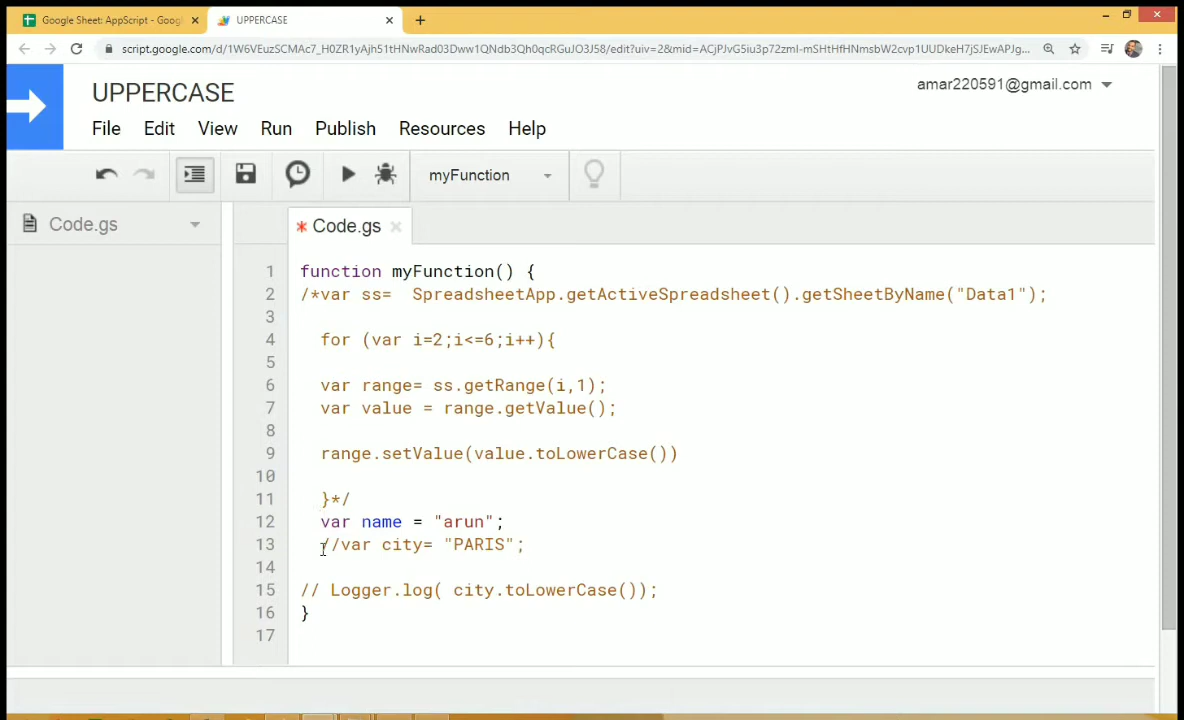 Google Sheet: AppScript - Goog
UPPERCASE
script.google.com/d/1W6VEuzSCMAc7_H0ZR1yAjh51tHNwRad03Dww1QNdb3Qh0qcRGuJO3J58/edit?uiv=2&mid=ACjPJvG5iu3p72zmI-mSHtHfHNmsbW2cvp1UUDkeH7jSJEwAPJg...
UPPERCASE
amar220591@gmail.com
File Edit View Run Publish Resources Help
myFunction
Code.gs
* Code.gs
1 function myFunction() {
2 /*var ss=  SpreadsheetApp.getActiveSpreadsheet().getSheetByName("Data1");
3
4 for (var i=2;i<=6;i++){
5
6 var range= ss.getRange(i,1);
7 var value = range.getValue();
8
9 range.setValue(value.toLowerCase())
10
11 }*/
12 var name = "arun";
13 //var city= "PARIS";
14
15 // Logger.log( city.toLowerCase());
16 }
17